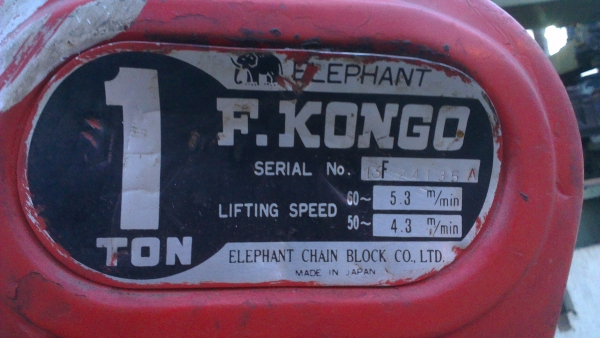 ELEPHANT
1 TON
F.KONGO
SERIAL No. F A
LIFTING SPEED
60~ 5.3 m/min
50~ 4.3 m/min
ELEPHANT CHAIN BLOCK CO., LTD.
MADE IN JAPAN